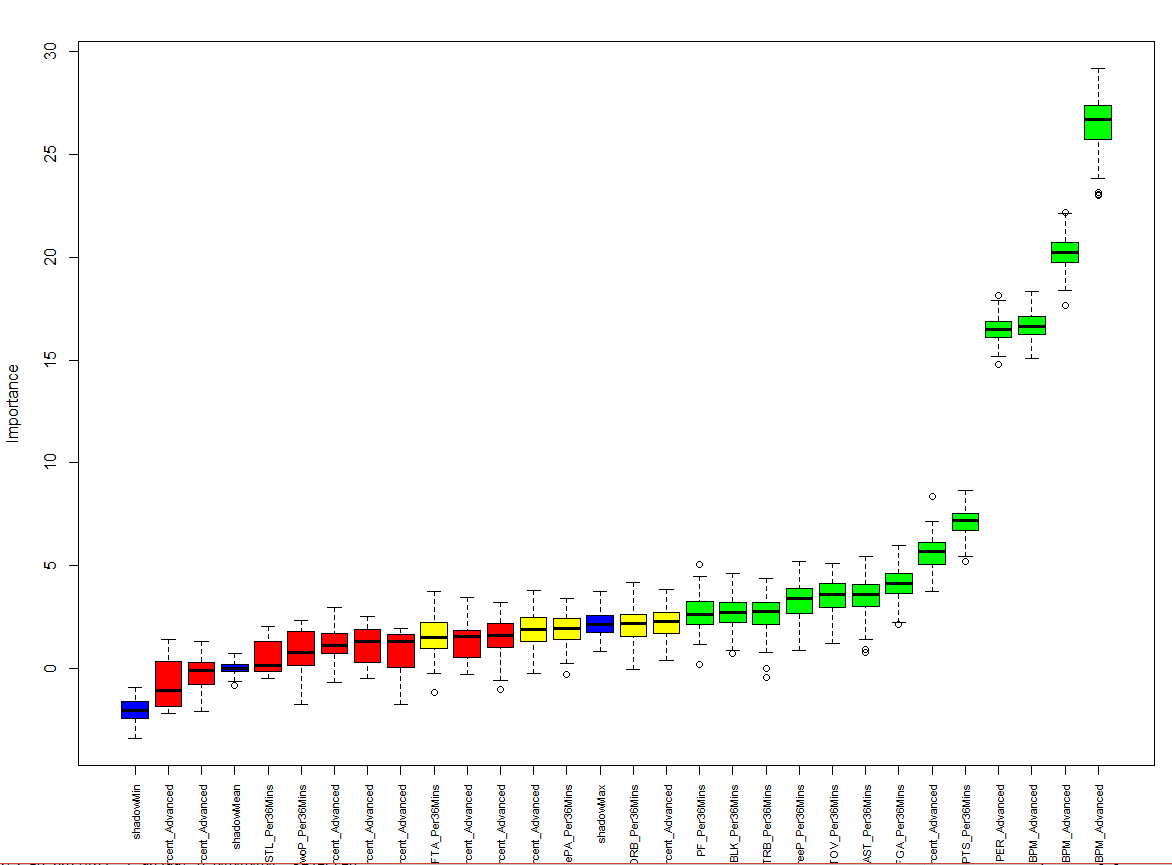 30
25
20
15
10
5
0
Importance
shadowMin
rcent_Advanced
rcent_Advanced
shadowMean
STL_Per36Mins
woP_Per36Mins
rcent_Advanced
rcent_Advanced
rcent_Advanced
FTA_Per36Mins
rcent_Advanced
rcent_Advanced
rcent_Advanced
ePA_Per36Mins
shadowMax
ORB_Per36Mins
rcent_Advanced
PF_Per36Mins
BLK_Per36Mins
TRB_Per36Mins
reeP_Per36Mins
TOV_Per36Mins
AST_Per36Mins
FGA_Per36Mins
rcent_Advanced
PTS_Per36Mins
PER_Advanced
BPM_Advanced
BPM_Advanced
BPM_Advanced